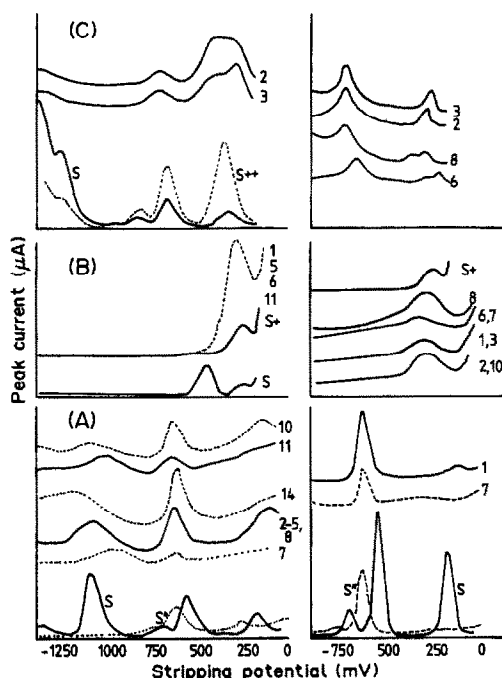 (C)
2
3
S
S++
3
2
8
6
(B)
1
5
6
11
S+
S
S+
8
6,7
1,3
2,10
(A)
10
11
14
2-5,
8
7
S
S*
1
7
S*
S
Peak current (µA)
-1250 1000 750 500 250 0
-750 500 250 0
Stripping potential (mV)